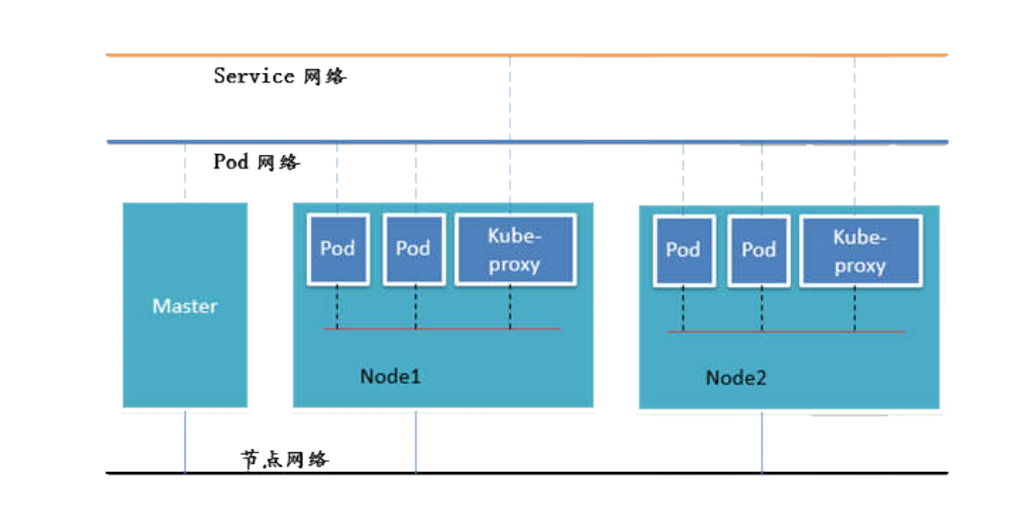 Service 网络
Pod 网络
Master
Pod
Pod
Kube-
proxy
Node1
Pod
Pod
Kube-
proxy
Node2
节点网络